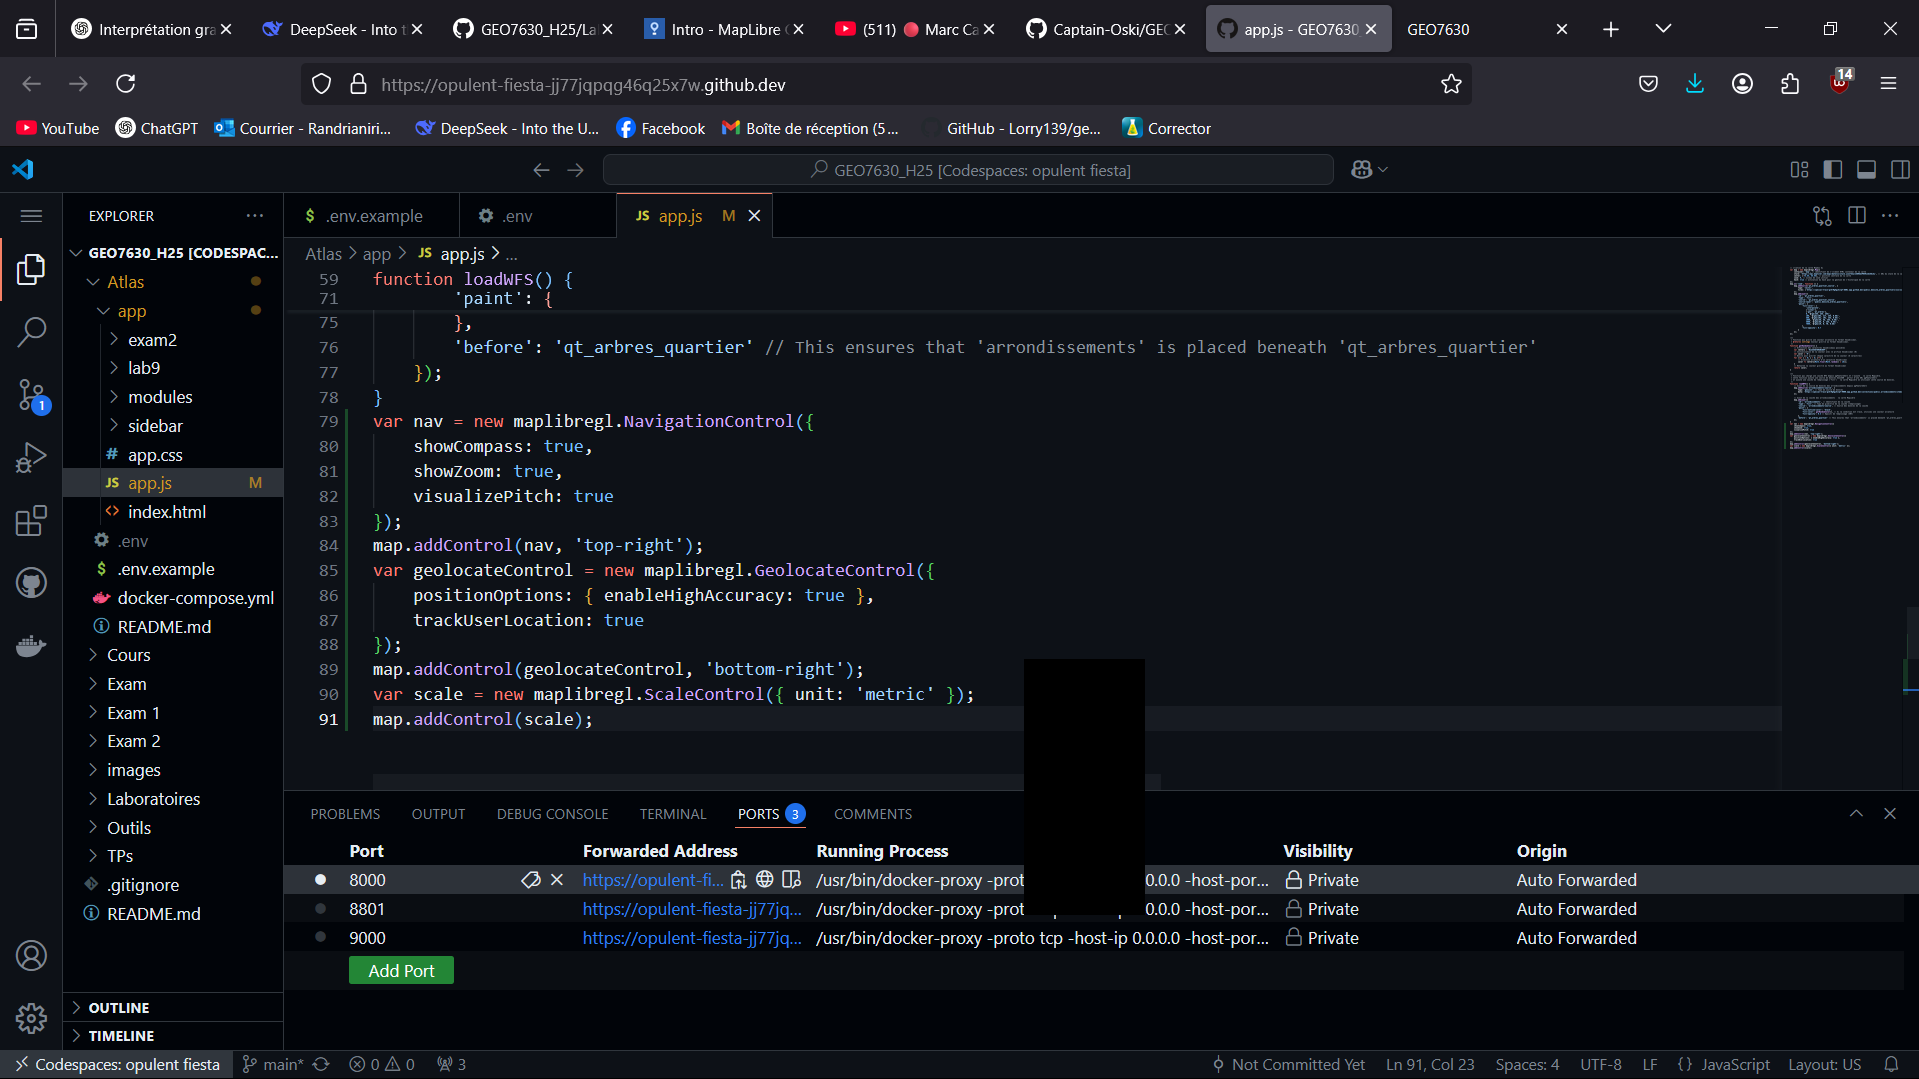 Interprétation gra
DeepSeek - Into t
GEO7630_H25/La
Intro - MapLibre
(511) Marc Ca
Captain-Oski/GEO
app.js - GEO7630
GEO7630
https://opulent-fiesta-jj77jqpqg46q25x7w.github.dev
14
YouTube
ChatGPT
Courrier - Randrianiri...
DeepSeek - Into the U...
Facebook
Boîte de réception (5 ...
GitHub - Lorry139/ge...
Corrector
GEO7630_H25 [Codespaces: opulent fiesta]
EXPLORER
$ .env.example
.env
JS app.js M
GEO7630_H25 [CODESPAC...
Atlas
app
exam2
lab9
modules
sidebar
# app.css
JS app.js M
<> index.html
.env
$ .env.example
docker-compose.yml
README.md
Cours
Exam
Exam 1
Exam 2
images
Laboratoires
Outils
TPs
.gitignore
README.md
OUTLINE
TIMELINE
1
Atlas > app > JS app.js > ...
59 function loadWFS() {
71 'paint': {
75 },
76 'before': 'qt_arbres_quartier' // This ensures that 'arrondissements' is placed beneath 'qt_arbres_quartier'
77 });
78 }
79 var nav = new maplibregl.NavigationControl({
80 showCompass: true,
81 showZoom: true,
82 visualizePitch: true
83 });
84 map.addControl(nav, 'top-right');
85 var geolocateControl = new maplibregl.GeolocateControl({
86 positionOptions: { enableHighAccuracy: true },
87 trackUserLocation: true
88 });
89 map.addControl(geolocateControl, 'bottom-right');
90 var scale = new maplibregl.ScaleControl({ unit: 'metric' });
91 map.addControl(scale);
PROBLEMS OUTPUT DEBUG CONSOLE TERMINAL PORTS 3 COMMENTS
Port Forwarded Address Running Process Visibility Origin
8000 https://opulent-fi... /usr/bin/docker-proxy -prot 0.0.0 -host-por... Private Auto Forwarded
8801 https://opulent-fiesta-jj77jq... /usr/bin/docker-proxy -prot 0.0.0 -host-por... Private Auto Forwarded
9000 https://opulent-fiesta-jj77jq... /usr/bin/docker-proxy -proto tcp -host-ip 0.0.0.0 -host-por... Private Auto Forwarded
Add Port
Codespaces: opulent fiesta main* 0 0 3 Not Committed Yet Ln 91, Col 23 Spaces: 4 UTF-8 LF {} JavaScript Layout: US